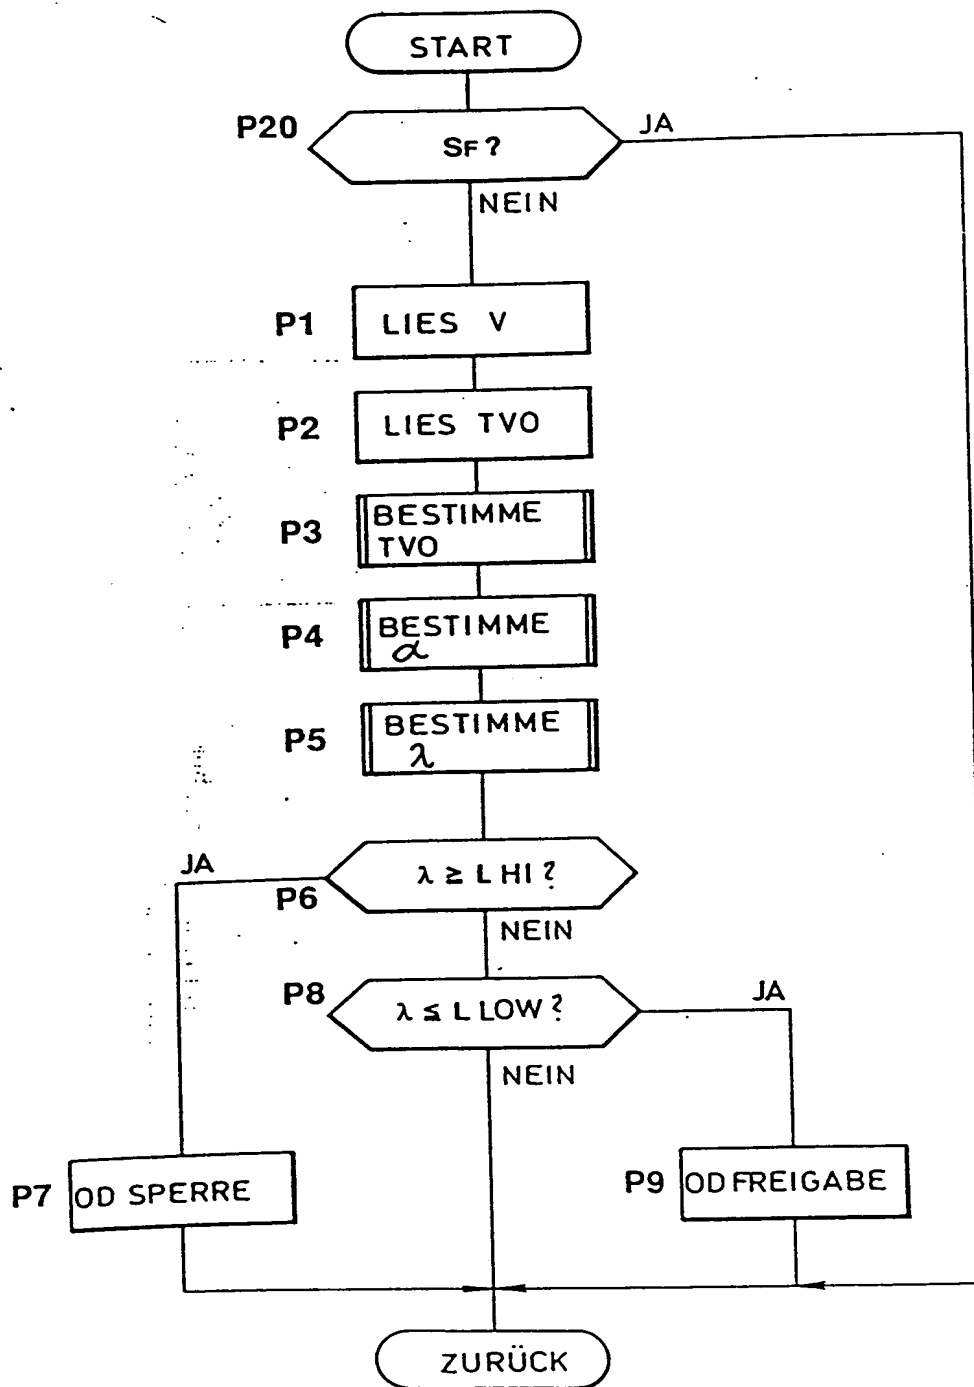 START
P20
SF?
JA
NEIN
P1
LIES V
P2
LIES TVO
P3
BESTIMME
TVO
P4
BESTIMME
α
P5
BESTIMME
λ
JA
P6
λ ≥ L HI ?
NEIN
P8
λ ≤ L LOW ?
JA
NEIN
P7
OD SPERRE
P9
OD FREIGABE
ZURÜCK